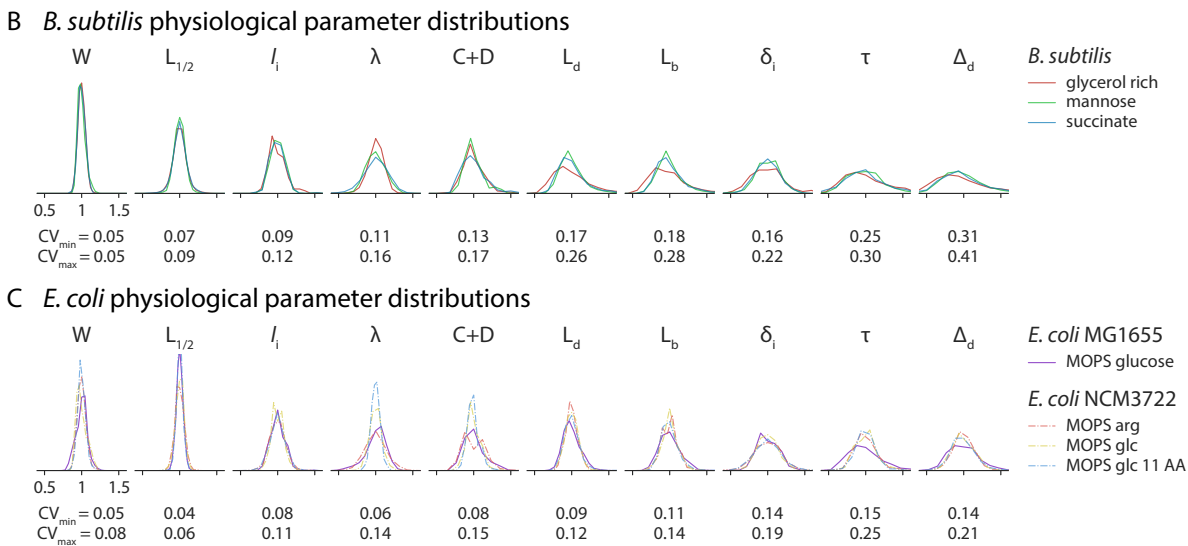 B B. subtilis physiological parameter distributions
W L1/2 li λ C+D Ld Lb δi τ Δd
B. subtilis
glycerol rich
mannose
succinate
0.5 1 1.5
CVmin = 0.05 0.07 0.09 0.11 0.13 0.17 0.18 0.16 0.25 0.31
CVmax = 0.05 0.09 0.12 0.16 0.17 0.26 0.28 0.22 0.30 0.41
C E. coli physiological parameter distributions
W L1/2 li λ C+D Ld Lb δi τ Δd
E. coli MG1655
MOPS glucose
E. coli NCM3722
MOPS arg
MOPS glc
MOPS glc 11 AA
0.5 1 1.5
CVmin = 0.05 0.04 0.08 0.06 0.08 0.09 0.11 0.14 0.15 0.14
CVmax = 0.08 0.06 0.11 0.14 0.15 0.12 0.14 0.19 0.25 0.21